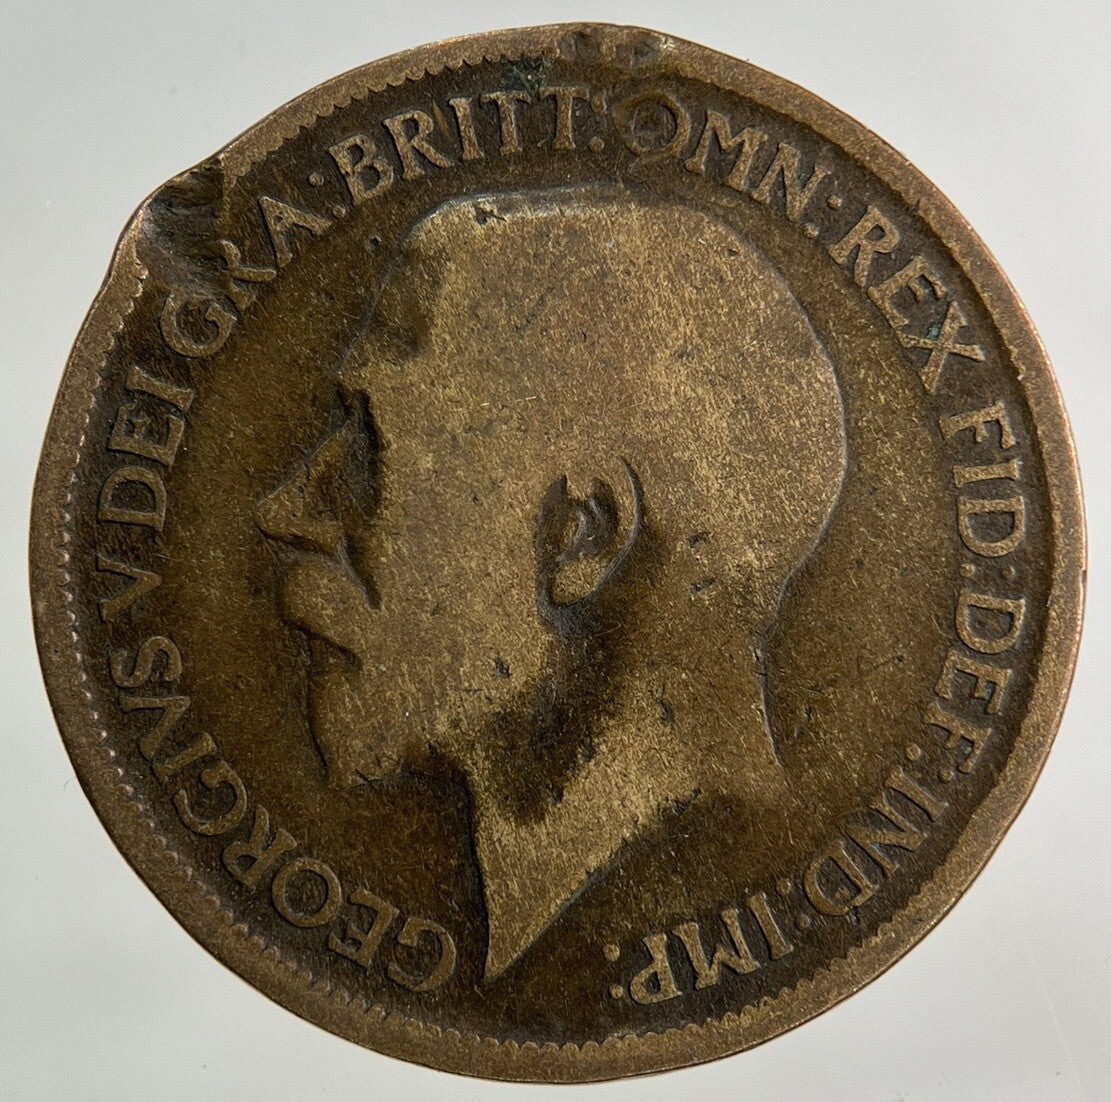 GEORGIVS V DEI GRA: BRITT: OMN: REX FID: DEF: IND: IMP: